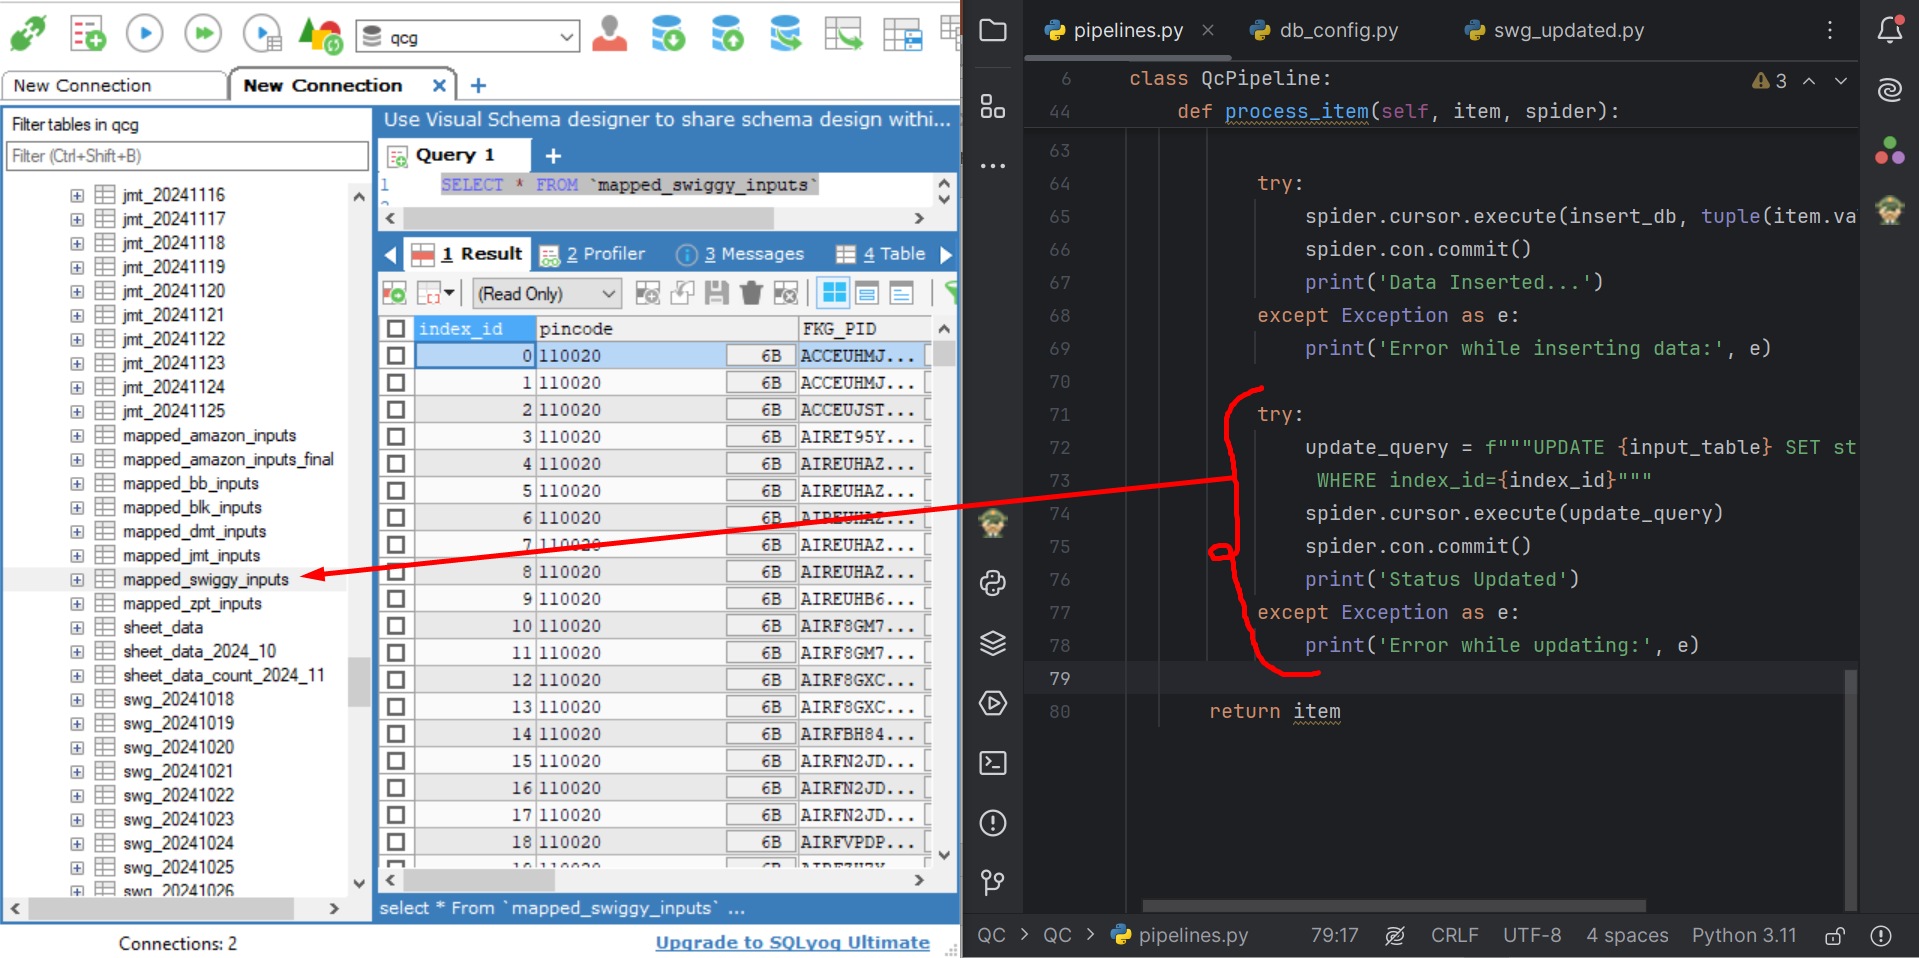 qcg
New Connection
New Connection
Filter tables in qcg
Filter (Ctrl+Shift+B)
jmt_20241116
jmt_20241117
jmt_20241118
jmt_20241119
jmt_20241120
jmt_20241121
jmt_20241122
jmt_20241123
jmt_20241124
jmt_20241125
mapped_amazon_inputs
mapped_amazon_inputs_final
mapped_bb_inputs
mapped_blk_inputs
mapped_dmt_inputs
mapped_jmt_inputs
mapped_swiggy_inputs
mapped_zpt_inputs
sheet_data
sheet_data_2024_10
sheet_data_count_2024_11
swg_20241018
swg_20241019
swg_20241020
swg_20241021
swg_20241022
swg_20241023
swg_20241024
swg_20241025
swg_20241026
Use Visual Schema designer to share schema design withi...
Query 1
1 SELECT * FROM `mapped_swiggy_inputs`
2
1 Result 2 Profiler 3 Messages 4 Table
(Read Only)
index_id pincode FKG_PID
0 110020 6B ACCEUHMJ...
1 110020 6B ACCEUHMJ...
2 110020 6B ACCEUJST...
3 110020 6B AIRET95Y...
4 110020 6B AIREUHAZ...
5 110020 6B AIREUHAZ...
6 110020 6B AIREUHAZ...
7 110020 6B AIREUHAZ...
8 110020 6B AIREUHAZ...
9 110020 6B AIREUHB6...
10 110020 6B AIRF8GM7...
11 110020 6B AIRF8GM7...
12 110020 6B AIRF8GXC...
13 110020 6B AIRF8GXC...
14 110020 6B AIRFBH84...
15 110020 6B AIRFN2JD...
16 110020 6B AIRFN2JD...
17 110020 6B AIRFN2JD...
18 110020 6B AIRFVPDP...
select * From `mapped_swiggy_inputs` ...
Connections: 2
Upgrade to SQLyog Ultimate
pipelines.py db_config.py swg_updated.py
6 class QcPipeline: 3
44 def process_item(self, item, spider):
63
64 try:
65 spider.cursor.execute(insert_db, tuple(item.va
66 spider.con.commit()
67 print('Data Inserted...')
68 except Exception as e:
69 print('Error while inserting data:', e)
70
71 try:
72 update_query = f"""UPDATE {input_table} SET st
73 WHERE index_id={index_id}"""
74 spider.cursor.execute(update_query)
75 spider.con.commit()
76 print('Status Updated')
77 except Exception as e:
78 print('Error while updating:', e)
79
80 return item
QC > QC > pipelines.py 79:17 CRLF UTF-8 4 spaces Python 3.11